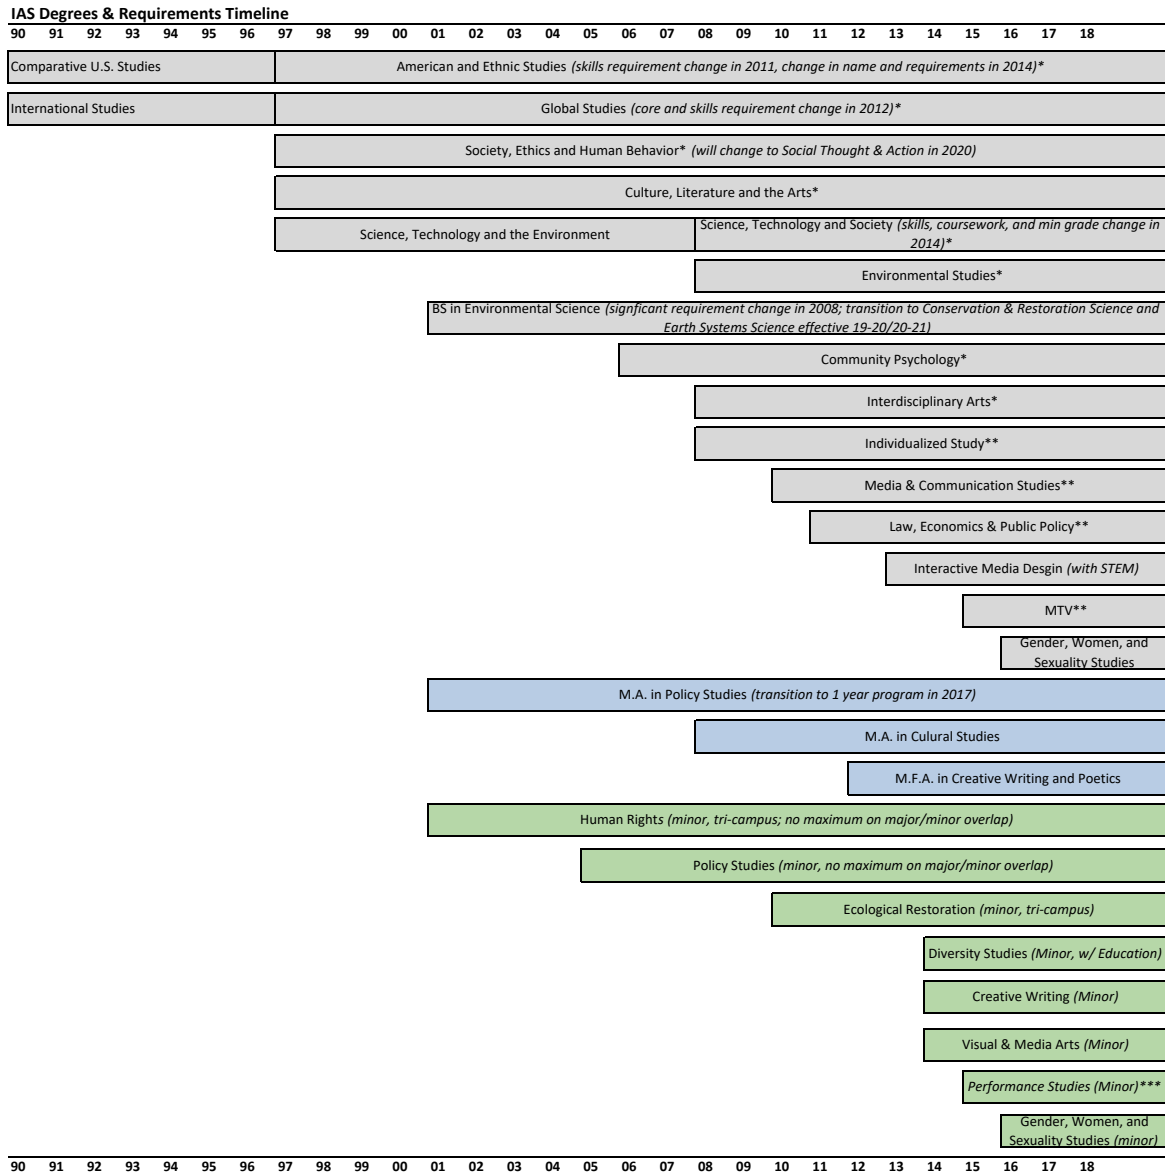 IAS Degrees & Requirements Timeline
90 91 92 93 94 95 96 97 98 99 00 01 02 03 04 05 06 07 08 09 10 11 12 13 14 15 16 17 18
Comparative U.S. Studies American and Ethnic Studies (skills requirement change in 2011, change in name and requirements in 2014)*
International Studies Global Studies (core and skills requirement change in 2012)*
Society, Ethics and Human Behavior* (will change to Social Thought & Action in 2020)
Culture, Literature and the Arts*
Science, Technology and the Environment
Science, Technology and Society (skills, coursework, and min grade change in
2014)*
Environmental Studies*
BS in Environmental Science (signficant requirement change in 2008; transition to Conservation & Restoration Science and
Earth Systems Science effective 19-20/20-21)
Community Psychology*
Interdisciplinary Arts*
Individualized Study**
Media & Communication Studies**
Law, Economics & Public Policy**
Interactive Media Desgin (with STEM)
MTV**
Gender, Women, and
Sexuality Studies
M.A. in Policy Studies (transition to 1 year program in 2017)
M.A. in Culural Studies
M.F.A. in Creative Writing and Poetics
Human Rights (minor, tri-campus; no maximum on major/minor overlap)
Policy Studies (minor, no maximum on major/minor overlap)
Ecological Restoration (minor, tri-campus)
Diversity Studies (Minor, w/ Education)
Creative Writing (Minor)
Visual & Media Arts (Minor)
Performance Studies (Minor)***
Gender, Women, and
Sexuality Studies (minor)
90 91 92 93 94 95 96 97 98 99 00 01 02 03 04 05 06 07 08 09 10 11 12 13 14 15 16 17 18